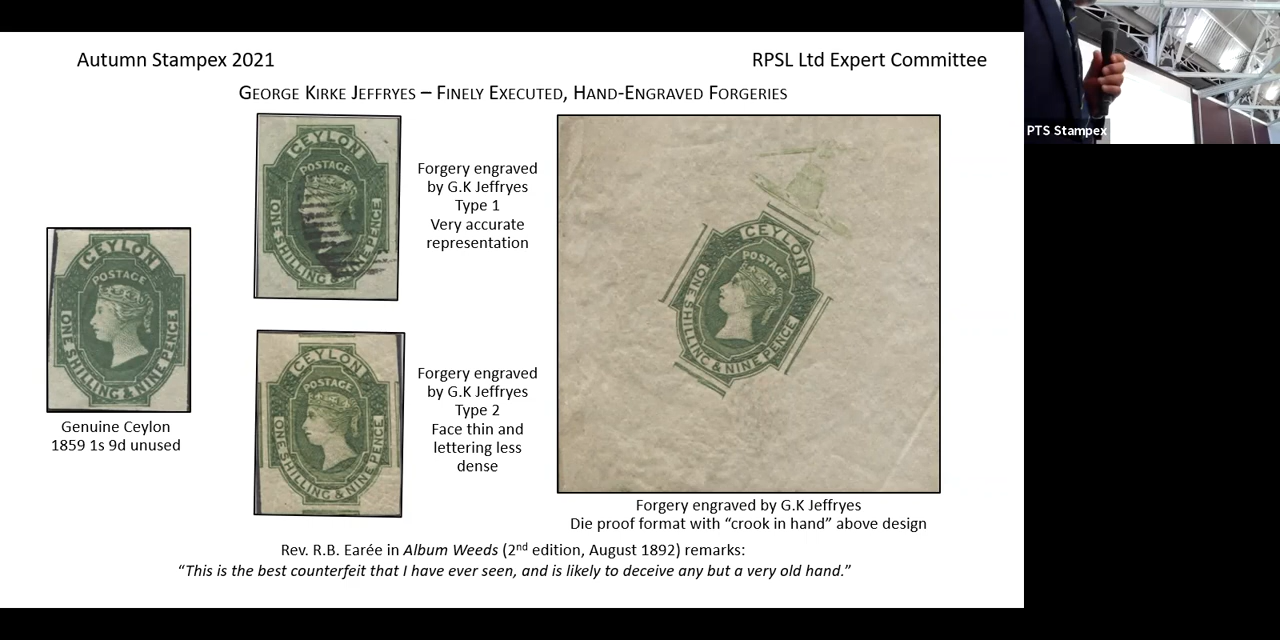 Autumn Stampex 2021
RPSL Ltd Expert Committee
GEORGE KIRKE JEFFRYES – FINELY EXECUTED, HAND-ENGRAVED FORGERIES
CEYLON
POSTAGE
ONE SHILLING & NINE PENCE
Genuine Ceylon
1859 1s 9d unused
CEYLON
POSTAGE
ONE SHILLING & NINE PENCE
Forgery engraved
by G.K Jeffryes
Type 1
Very accurate
representation
CEYLON
POSTAGE
ONE SHILLING & NINE PENCE
Forgery engraved
by G.K Jeffryes
Type 2
Face thin and
lettering less
dense
CEYLON
POSTAGE
ONE SHILLING & NINE PENCE
Forgery engraved by G.K Jeffryes
Die proof format with “crook in hand” above design
Rev. R.B. Earée in Album Weeds (2nd edition, August 1892) remarks:
“This is the best counterfeit that I have ever seen, and is likely to deceive any but a very old hand.”
PTS Stampex